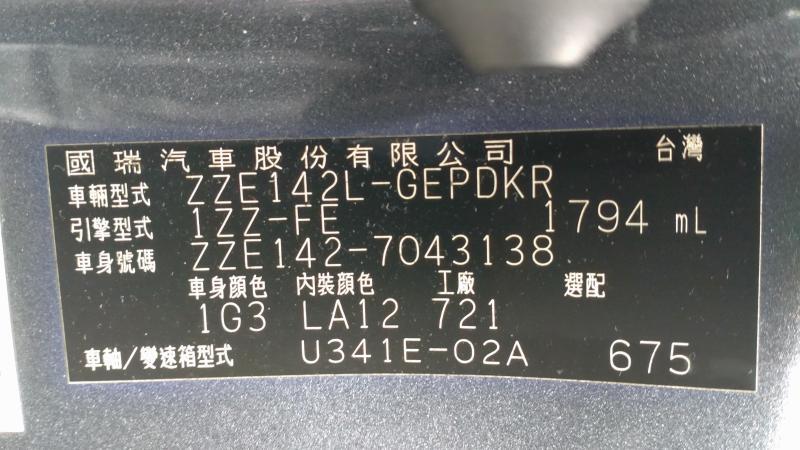 國瑞汽車股份有限公司 台灣
車輛型式 ZZE142L-GEPDKR
引擎型式 1ZZ-FE 1794 mL
車身號碼 ZZE142-7043138
車身顏色 內裝顏色 工廠 選配
1G3 LA12 721
車軸/變速箱型式 U341E-02A 675